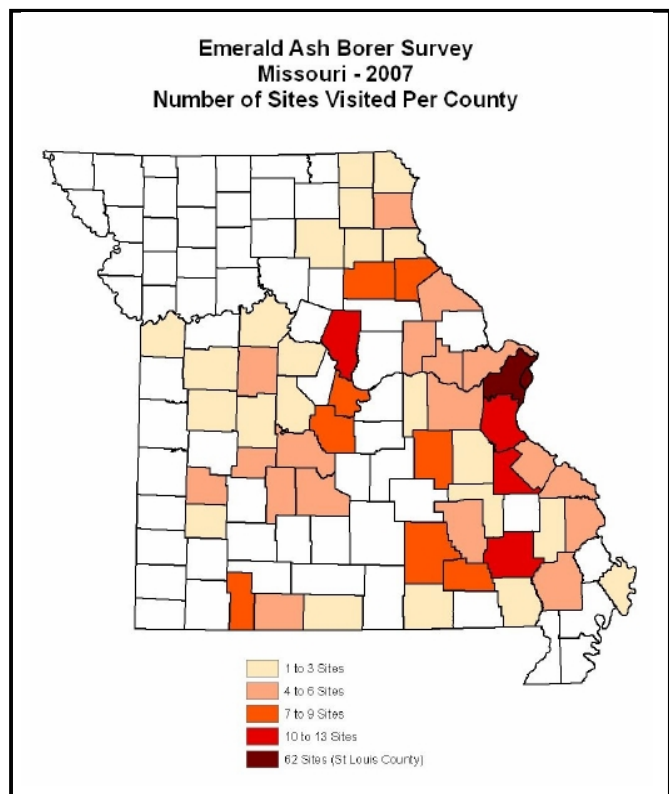 Emerald Ash Borer Survey
Missouri - 2007
Number of Sites Visited Per County
1 to 3 Sites
4 to 6 Sites
7 to 9 Sites
10 to 13 Sites
62 Sites (St Louis County)